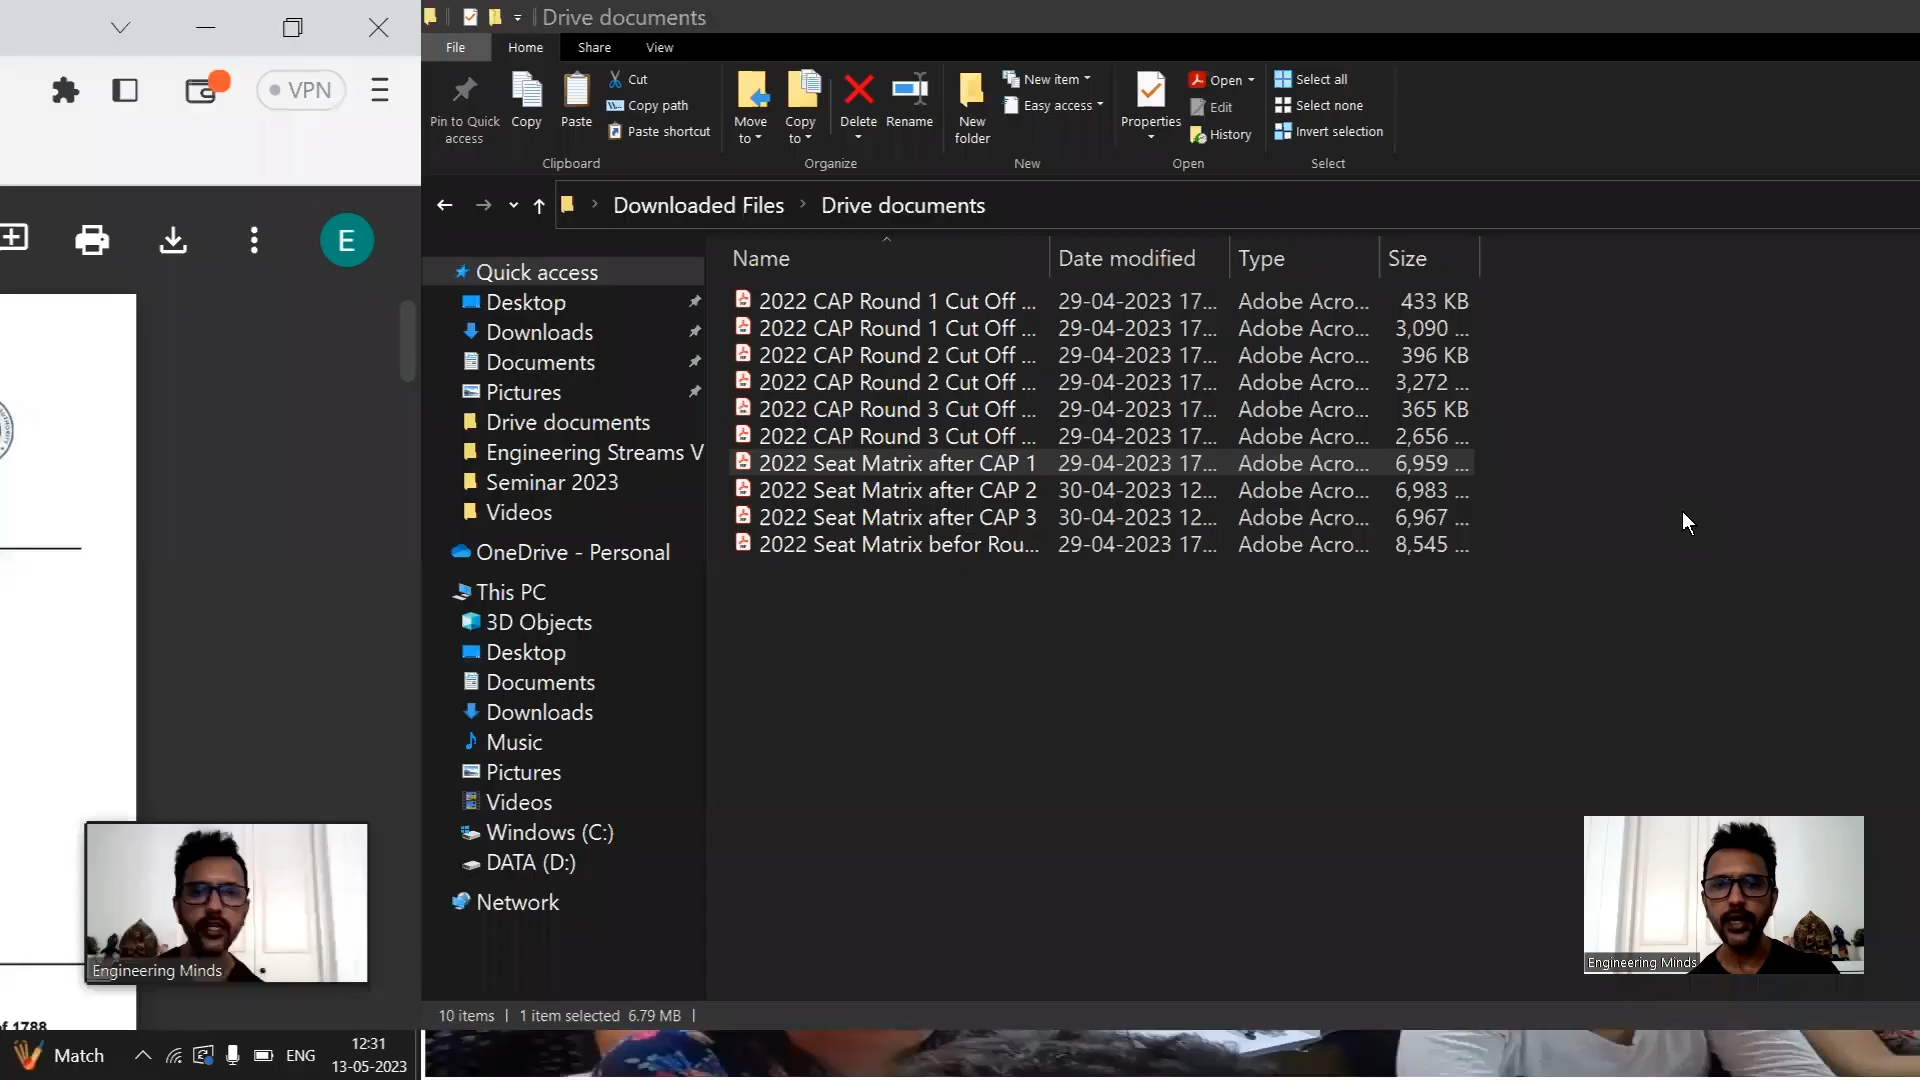 VPN
E
of 1788
Engineering Minds
Match
ENG
12:31
13-05-2023
Drive documents
File
Home
Share
View
Pin to Quick
access
Copy
Paste
Cut
Copy path
Paste shortcut
Clipboard
Move
to
Copy
to
Delete
Rename
Organize
New
folder
New item
Easy access
New
Properties
Open
Edit
History
Open
Select all
Select none
Invert selection
Select
Downloaded Files > Drive documents
Quick access
Desktop
Downloads
Documents
Pictures
Drive documents
Engineering Streams V
Seminar 2023
Videos
OneDrive - Personal
This PC
3D Objects
Desktop
Documents
Downloads
Music
Pictures
Videos
Windows (C:)
DATA (D:)
Network
Name Date modified Type Size
2022 CAP Round 1 Cut Off ... 29-04-2023 17... Adobe Acro... 433 KB
2022 CAP Round 1 Cut Off ... 29-04-2023 17... Adobe Acro... 3,090 ...
2022 CAP Round 2 Cut Off ... 29-04-2023 17... Adobe Acro... 396 KB
2022 CAP Round 2 Cut Off ... 29-04-2023 17... Adobe Acro... 3,272 ...
2022 CAP Round 3 Cut Off ... 29-04-2023 17... Adobe Acro... 365 KB
2022 CAP Round 3 Cut Off ... 29-04-2023 17... Adobe Acro... 2,656 ...
2022 Seat Matrix after CAP 1 29-04-2023 17... Adobe Acro... 6,959 ...
2022 Seat Matrix after CAP 2 30-04-2023 12... Adobe Acro... 6,983 ...
2022 Seat Matrix after CAP 3 30-04-2023 12... Adobe Acro... 6,967 ...
2022 Seat Matrix befor Rou... 29-04-2023 17... Adobe Acro... 8,545 ...
Engineering Minds
10 items | 1 item selected 6.79 MB |